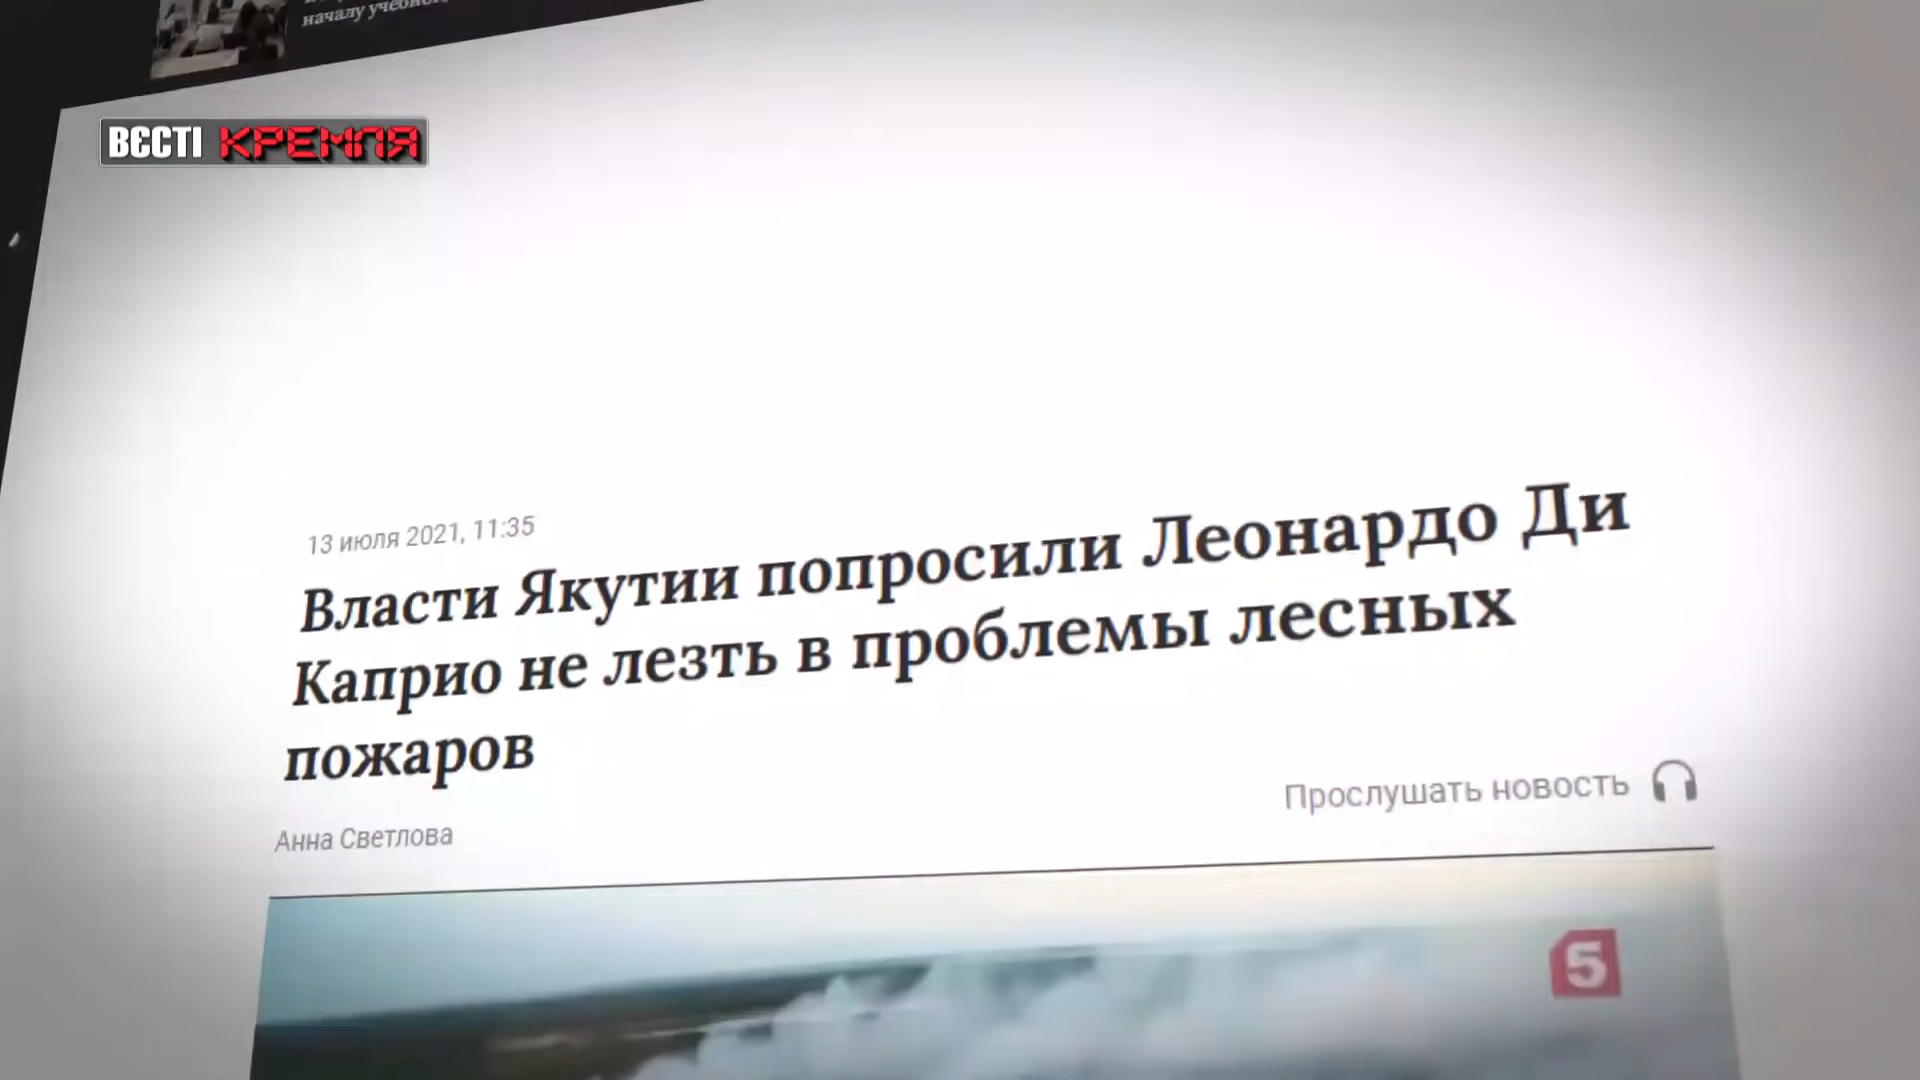 началу
ВЄСТІ КРЕМЛЯ
13 июля 2021, 11:35
Власти Якутии попросили Леонардо Ди
Каприо не лезть в проблемы лесных
пожаров
Прослушать новость
Анна Светлова
5